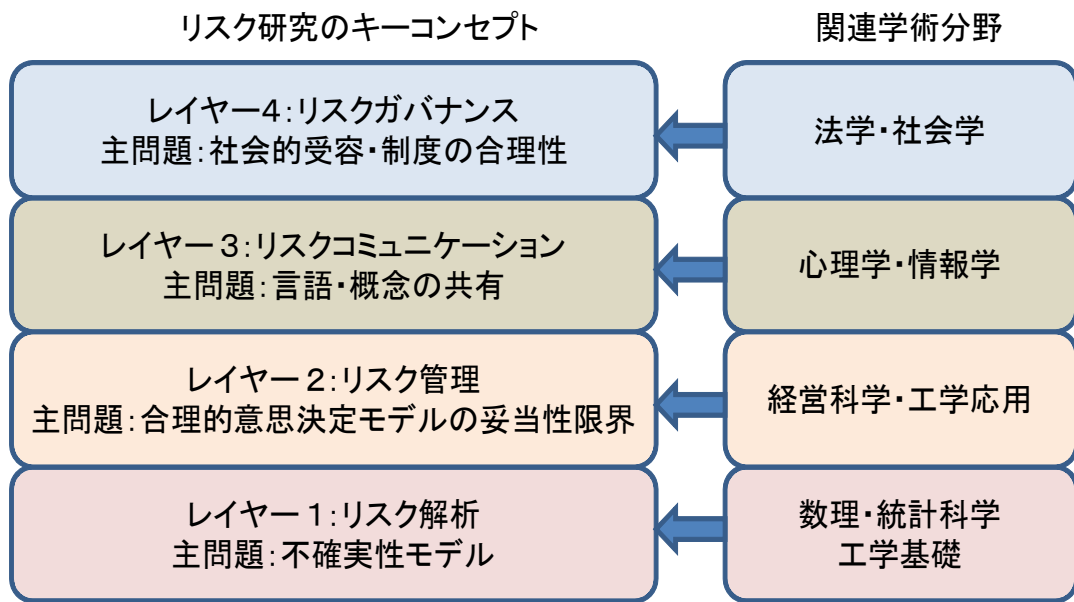 リスク研究のキーコンセプト
関連学術分野
レイヤー４：リスクガバナンス
主問題：社会的受容・制度の合理性
法学・社会学
レイヤー３：リスクコミュニケーション
主問題：言語・概念の共有
心理学・情報学
レイヤー２：リスク管理
主問題：合理的意思決定モデルの妥当性限界
経営科学・工学応用
レイヤー１：リスク解析
主問題：不確実性モデル
数理・統計科学
工学基礎